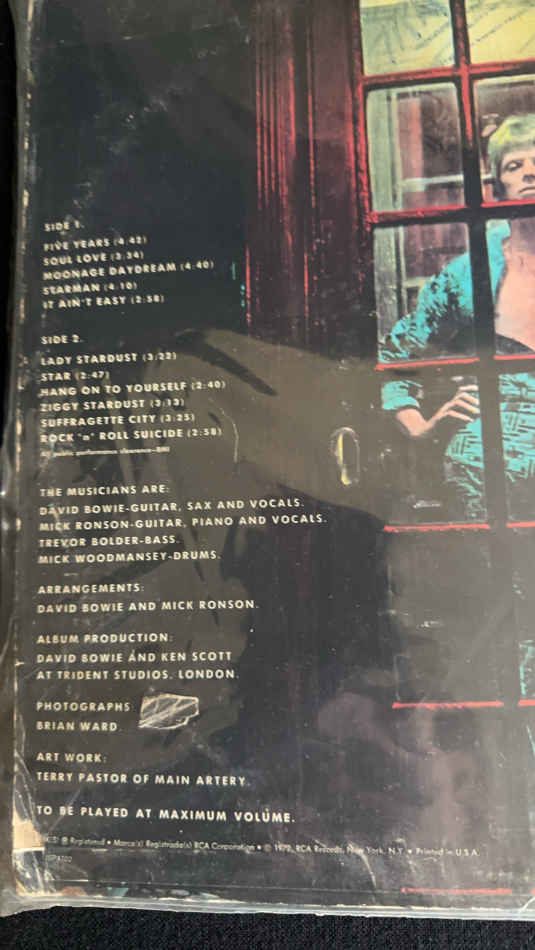 SIDE 1.
FIVE YEARS (4:42)
SOUL LOVE (3:34)
MOONAGE DAYDREAM (4:40)
STARMAN (4:10)
IT AIN'T EASY (2:58)
SIDE 2.
LADY STARDUST (3:22)
STAR (2:47)
HANG ON TO YOURSELF (2:40)
ZIGGY STARDUST (3:13)
SUFFRAGETTE CITY (3:25)
ROCK "n" ROLL SUICIDE (2:58)
All public performance clearance—BMI
THE MUSICIANS ARE:
DAVID BOWIE-GUITAR, SAX AND VOCALS.
MICK RONSON-GUITAR, PIANO AND VOCALS.
TREVOR BOLDER-BASS.
MICK WOODMANSEY-DRUMS.
ARRANGEMENTS:
DAVID BOWIE AND MICK RONSON.
ALBUM PRODUCTION:
DAVID BOWIE AND KEN SCOTT
AT TRIDENT STUDIOS, LONDON.
PHOTOGRAPHS
BRIAN WARD.
ART WORK:
TERRY PASTOR OF MAIN ARTERY.
TO BE PLAYED AT MAXIMUM VOLUME.
® Registered • Marca(s) Registrada(s) RCA Corporation • © 1972, RCA Records, New York, N.Y. • Printed in U.S.A.